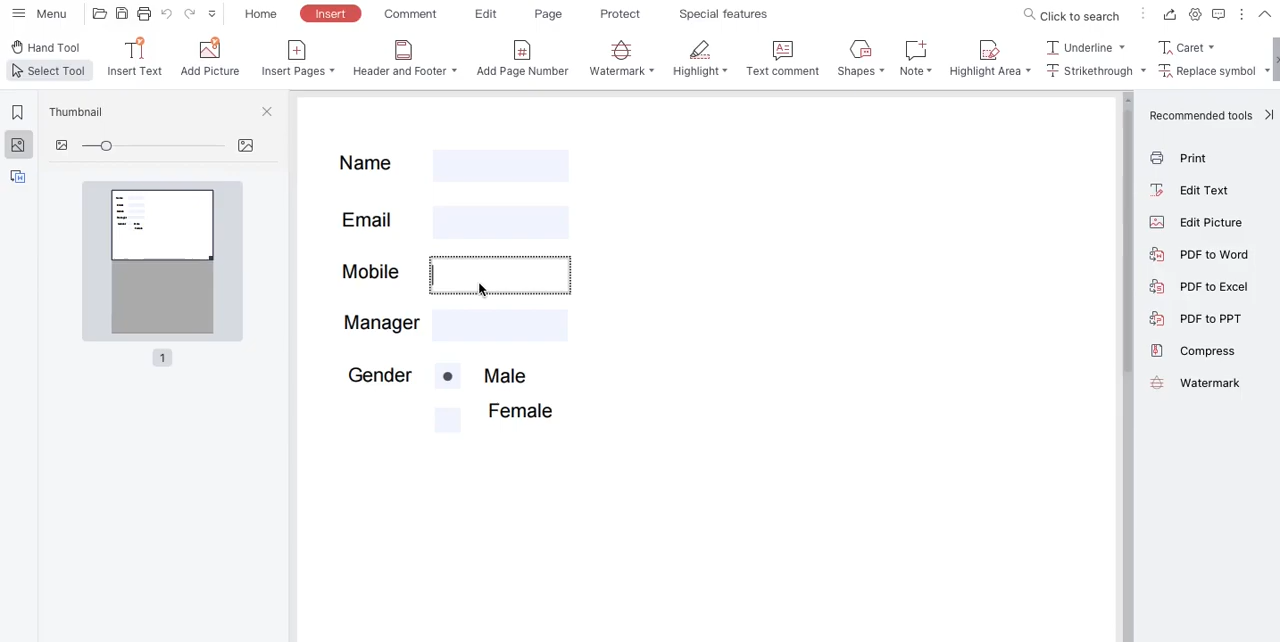 Menu Home Insert Comment Edit Page Protect Special features Click to search
Hand Tool
Select Tool
Insert Text Add Picture Insert Pages Header and Footer Add Page Number Watermark Highlight Text comment Shapes Note Highlight Area
Underline Caret
Strikethrough Replace symbol
Thumbnail
1
Name
Email
Mobile
Manager
Gender Male
Female
Recommended tools
Print
Edit Text
Edit Picture
PDF to Word
PDF to Excel
PDF to PPT
Compress
Watermark